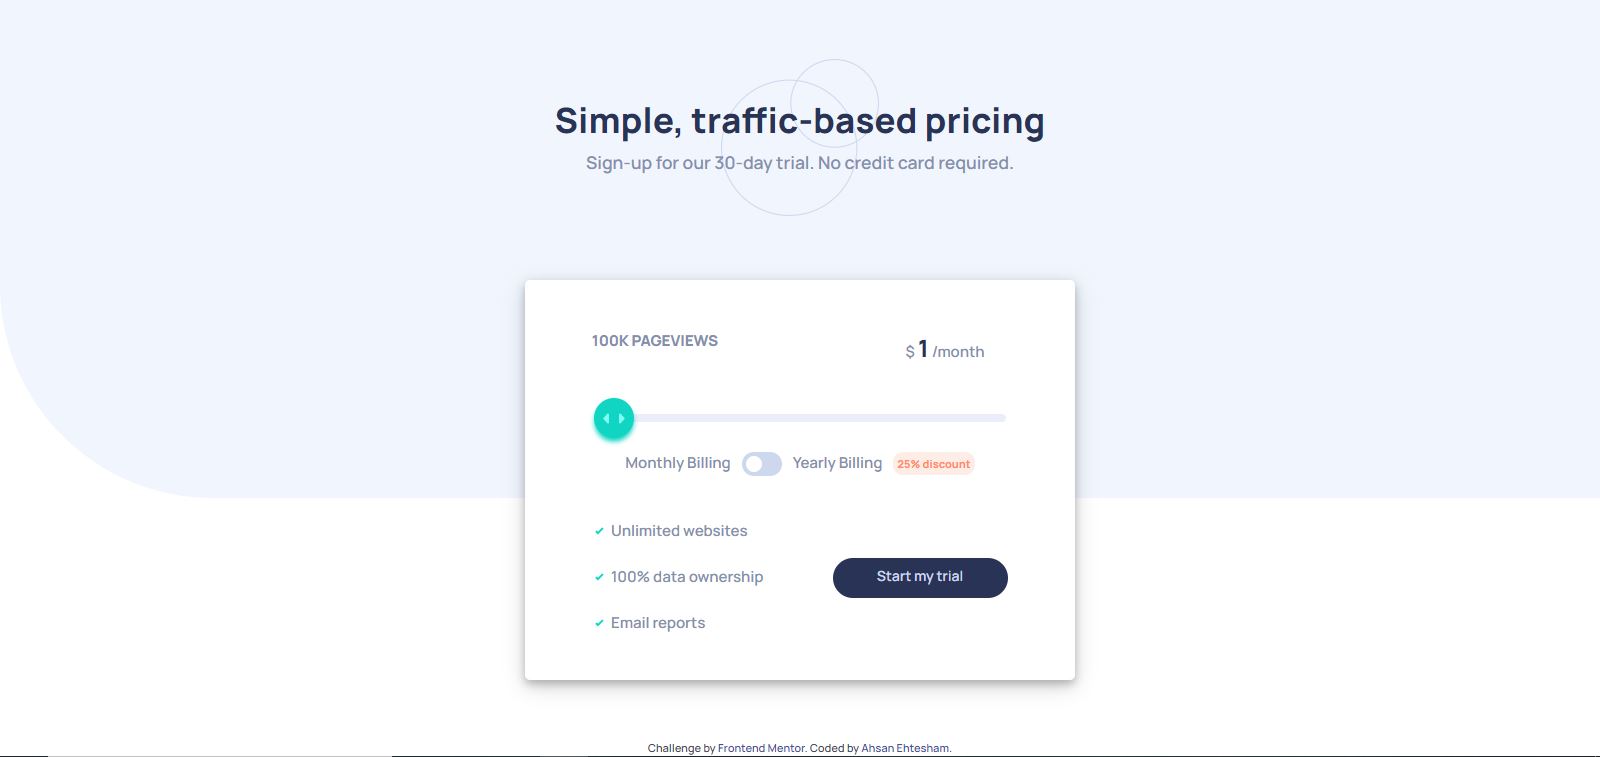 Simple, traffic-based pricing
Sign-up for our 30-day trial. No credit card required.
100K PAGEVIEWS
$ 1 /month
Monthly Billing Yearly Billing 25% discount
Unlimited websites
100% data ownership
Start my trial
Email reports
Challenge by Frontend Mentor. Coded by Ahsan Ehtesham.